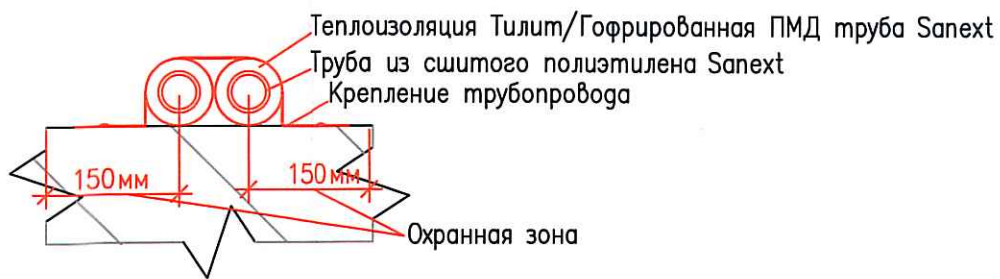 Теплоизоляция Тилит/Гофрированная ПМД труба Sanext
Труба из сшитого полиэтилена Sanext
Крепление трубопровода
150мм 150мм
Охранная зона